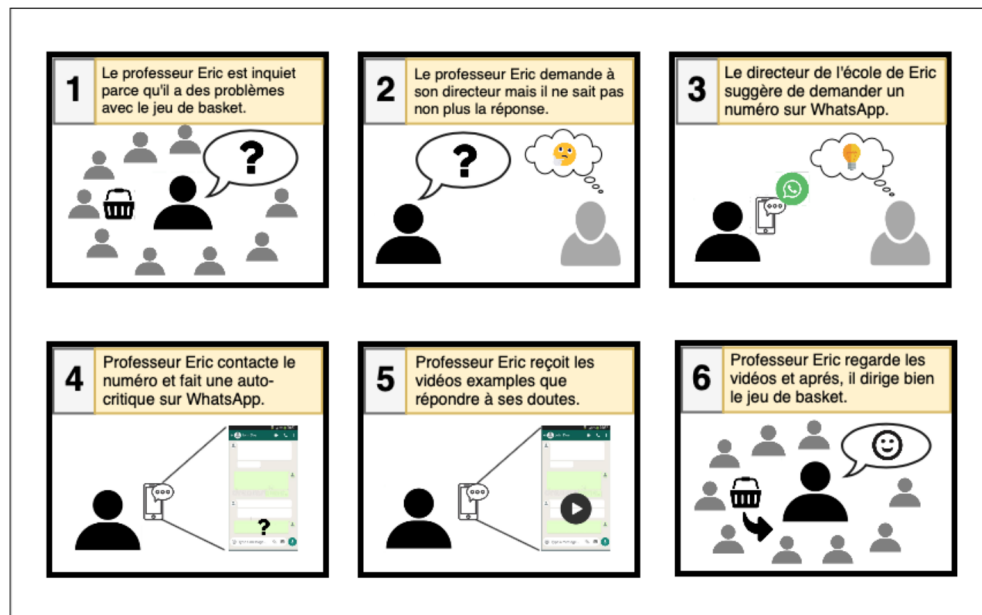 1
Le professeur Eric est inquiet
parce qu'il a des problèmes
avec le jeu de basket.
?
2
Le professeur Eric demande à
son directeur mais il ne sait pas
non plus la réponse.
?
3
Le directeur de l'école de Eric
suggère de demander un
numéro sur WhatsApp.
4
Professeur Eric contacte le
numéro et fait une auto-
critique sur WhatsApp.
?
5
Professeur Eric reçoit les
vidéos examples que
répondre à ses doutes.
6
Professeur Eric regarde les
vidéos et aprés, il dirige bien
le jeu de basket.